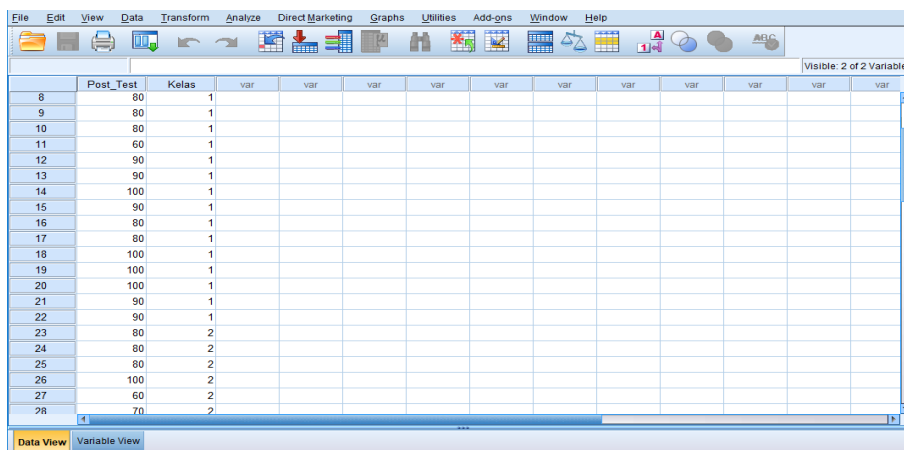 File Edit View Data Transform Analyze Direct Marketing Graphs Utilities Add-ons Window Help
Visible: 2 of 2 Variable
Post_Test Kelas var var var var var var var var var var
8 80 1
9 80 1
10 80 1
11 60 1
12 90 1
13 90 1
14 100 1
15 90 1
16 80 1
17 80 1
18 100 1
19 100 1
20 100 1
21 90 1
22 90 1
23 80 2
24 80 2
25 80 2
26 100 2
27 60 2
28 70 2
Data View Variable View